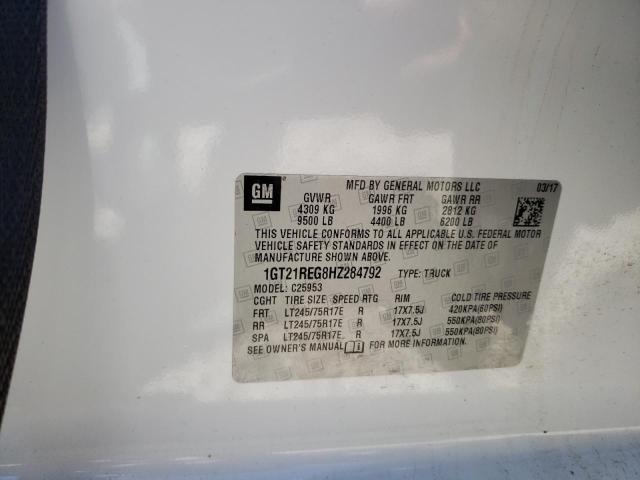 GM
MFD BY GENERAL MOTORS LLC 03/17
GVWR GAWR FRT GAWR RR
4309 KG 1996 KG 2812 KG
9500 LB 4400 LB 6200 LB
THIS VEHICLE CONFORMS TO ALL APPLICABLE U.S. FEDERAL MOTOR
VEHICLE SAFETY STANDARDS IN EFFECT ON THE DATE OF
MANUFACTURE SHOWN ABOVE.
1GT21REG8HZ284792 TYPE: TRUCK
MODEL: C25953
CGHT TIRE SIZE SPEED RTG RIM COLD TIRE PRESSURE
FRT LT245/75R17E R 17X7.5J 420KPA(60PSI)
RR LT245/75R17E R 17X7.5J 550KPA(80PSI)
SPA LT245/75R17E R 17X7.5J 550KPA(80PSI)
SEE OWNER'S MANUAL FOR MORE INFORMATION.